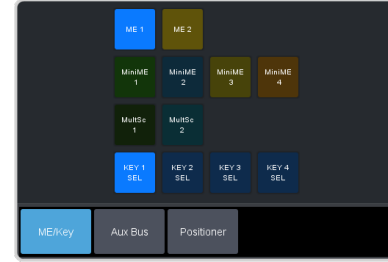 ME 1 ME 2
MiniME MiniME MiniME MiniME
1 2 3 4
MultSc MultSc
1 2
KEY 1 KEY 2 KEY 3 KEY 4
SEL SEL SEL SEL
ME/Key Aux Bus Positioner